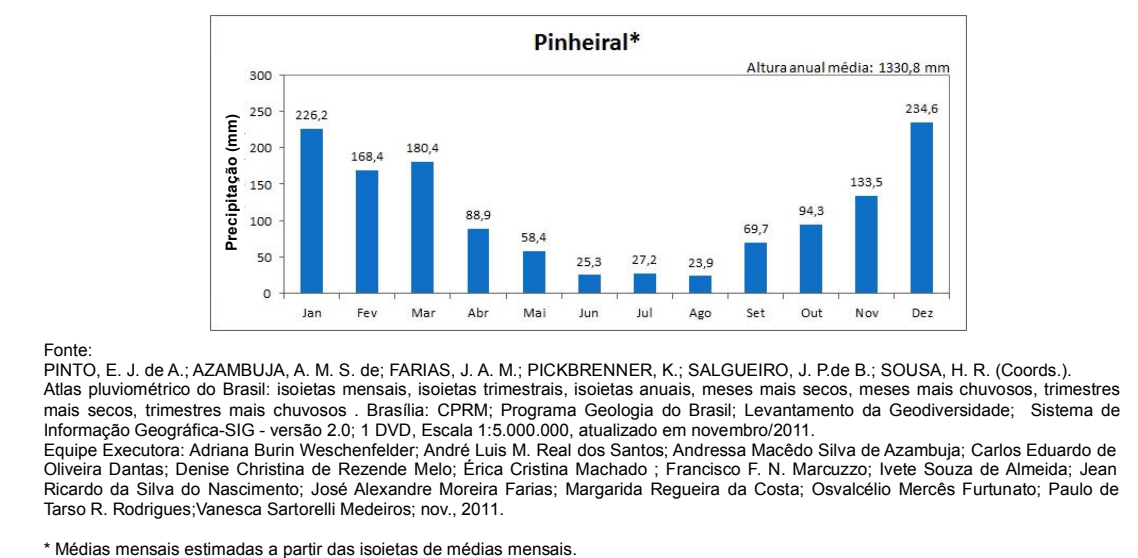 Pinheiral*
Altura anual média: 1330,8 mm
Precipitação (mm)
300
250
200
150
100
50
0
226,2
168,4
180,4
88,9
58,4
25,3
27,2
23,9
69,7
94,3
133,5
234,6
Jan Fev Mar Abr Mai Jun Jul Ago Set Out Nov Dez
Fonte:
PINTO, E. J. de A.; AZAMBUJA, A. M. S. de; FARIAS, J. A. M.; PICKBRENNER, K.; SALGUEIRO, J. P.de B.; SOUSA, H. R. (Coords.).
Atlas pluviométrico do Brasil: isoietas mensais, isoietas trimestrais, isoietas anuais, meses mais secos, meses mais chuvosos, trimestres
mais secos, trimestres mais chuvosos . Brasília: CPRM; Programa Geologia do Brasil; Levantamento da Geodiversidade; Sistema de
Informação Geográfica-SIG - versão 2.0; 1 DVD, Escala 1:5.000.000, atualizado em novembro/2011.
Equipe Executora: Adriana Burin Weschenfelder; André Luis M. Real dos Santos; Andressa Macêdo Silva de Azambuja; Carlos Eduardo de
Oliveira Dantas; Denise Christina de Rezende Melo; Érica Cristina Machado ; Francisco F. N. Marcuzzo; Ivete Souza de Almeida; Jean
Ricardo da Silva do Nascimento; José Alexandre Moreira Farias; Margarida Regueira da Costa; Osvalcélio Mercês Furtunato; Paulo de
Tarso R. Rodrigues;Vanesca Sartorelli Medeiros; nov., 2011.
* Médias mensais estimadas a partir das isoietas de médias mensais.